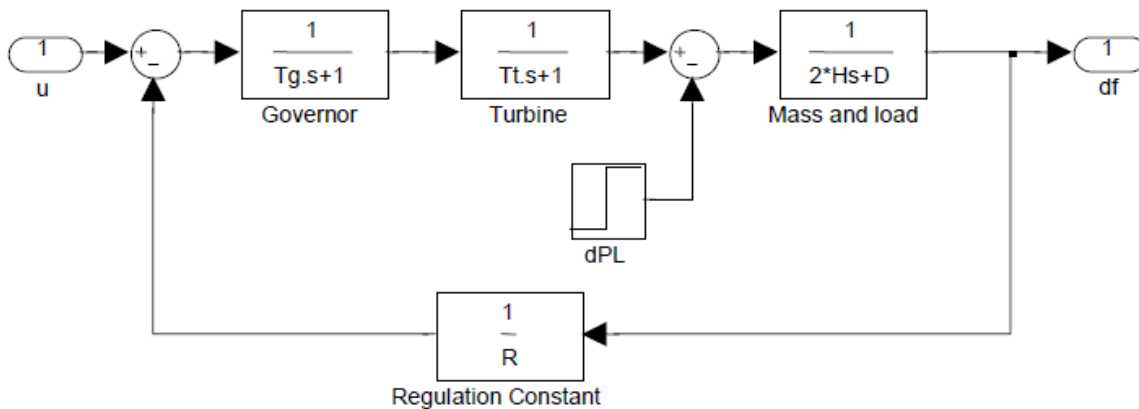 1
u
+
−
1
Tg.s+1
Governor
1
Tt.s+1
Turbine
+
−
1
2*Hs+D
Mass and load
1
df
dPL
1
R
Regulation Constant